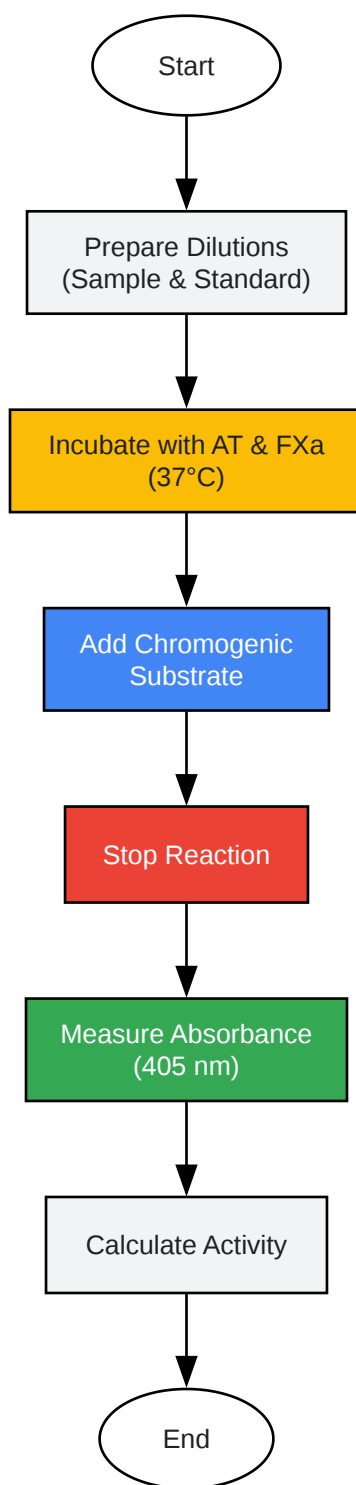 Start
Prepare Dilutions
(Sample & Standard)
Incubate with AT & FXa
(37°C)
Add Chromogenic
Substrate
Stop Reaction
Measure Absorbance
(405 nm)
Calculate Activity
End